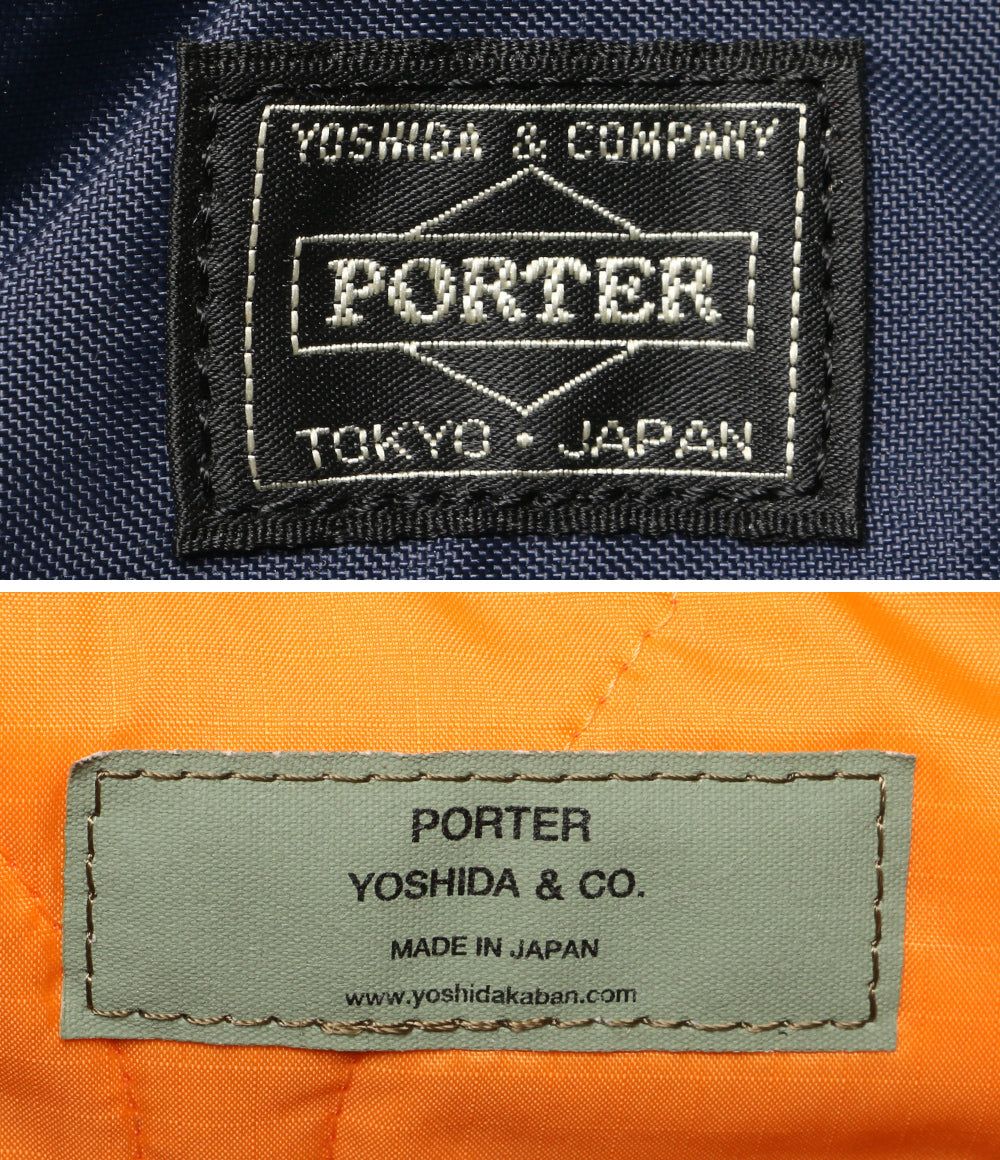 YOSHIDA & COMPANY
PORTER
TOKYO • JAPAN
PORTER
YOSHIDA & CO.
MADE IN JAPAN
www.yoshidakaban.com